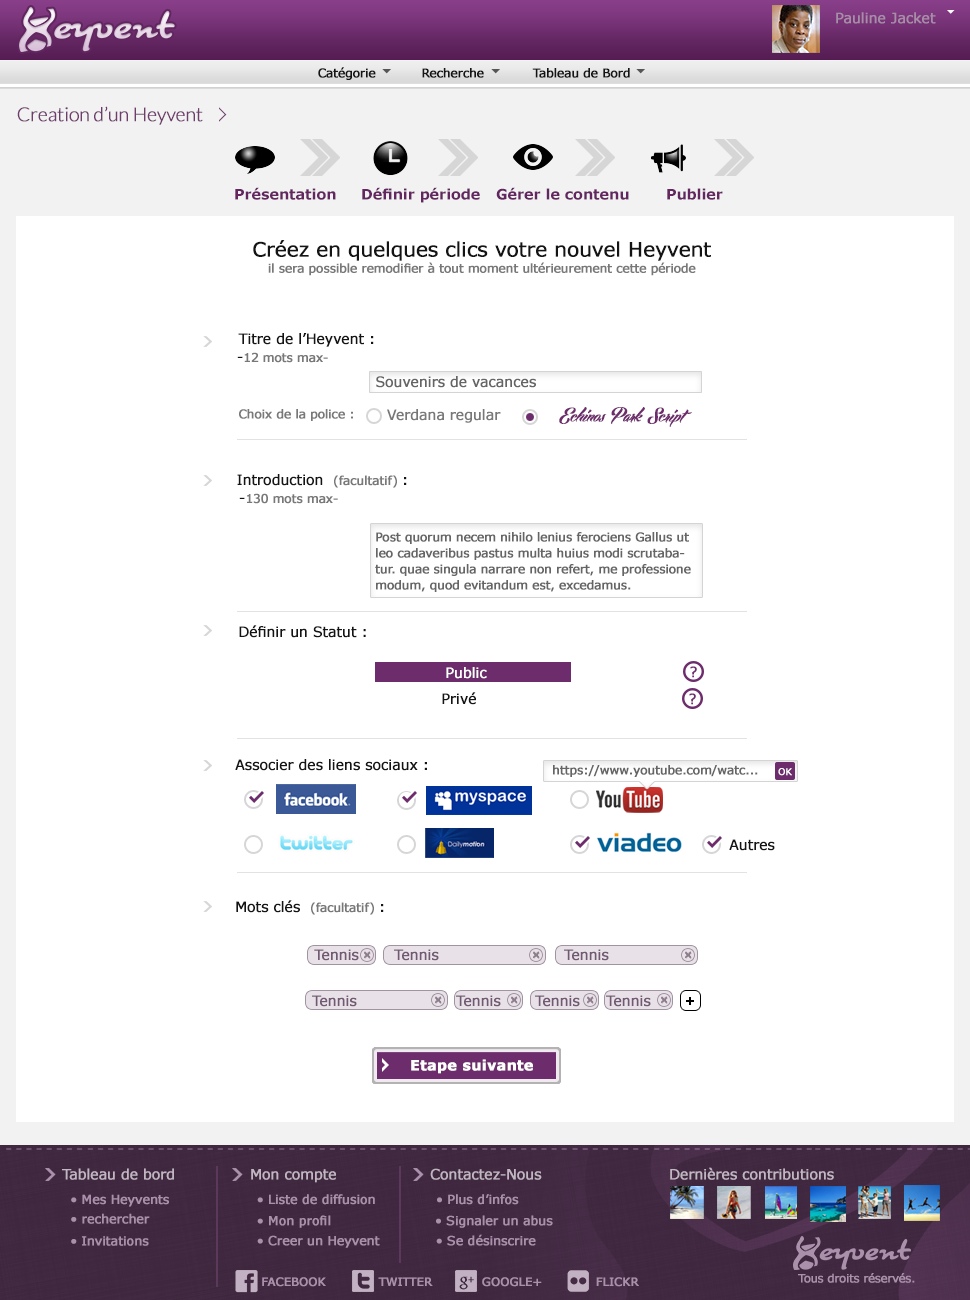 Heyvent
Pauline Jacket
Catégorie Recherche Tableau de Bord
Creation d'un Heyvent
Présentation Définir période Gérer le contenu Publier
Créez en quelques clics votre nouvel Heyvent
il sera possible remodifier à tout moment ultérieurement cette période
Titre de l'Heyvent :
-12 mots max-
Souvenirs de vacances
Choix de la police : Verdana regular Echinos Park Script
Introduction (facultatif) :
-130 mots max-
Post quorum necem nihilo lenius ferociens Gallus ut
leo cadaveribus pastus multa huius modi scrutaba-
tur. quae singula narrare non refert, me professione
modum, quod evitandum est, excedamus.
Définir un Statut :
Public ?
Privé ?
Associer des liens sociaux :
https://www.youtube.com/watc... OK
facebook. myspace YouTube
twitter Dailymotion viadeo Autres
Mots clés (facultatif) :
Tennis Tennis Tennis
Tennis Tennis Tennis Tennis +
Etape suivante
Tableau de bord Mon compte Contactez-Nous Dernières contributions
• Mes Heyvents • Liste de diffusion • Plus d'infos
• rechercher • Mon profil • Signaler un abus
• Invitations • Creer un Heyvent • Se désinscrire
Heyvent
Tous droits réservés.
FACEBOOK TWITTER g+ GOOGLE+ FLICKR